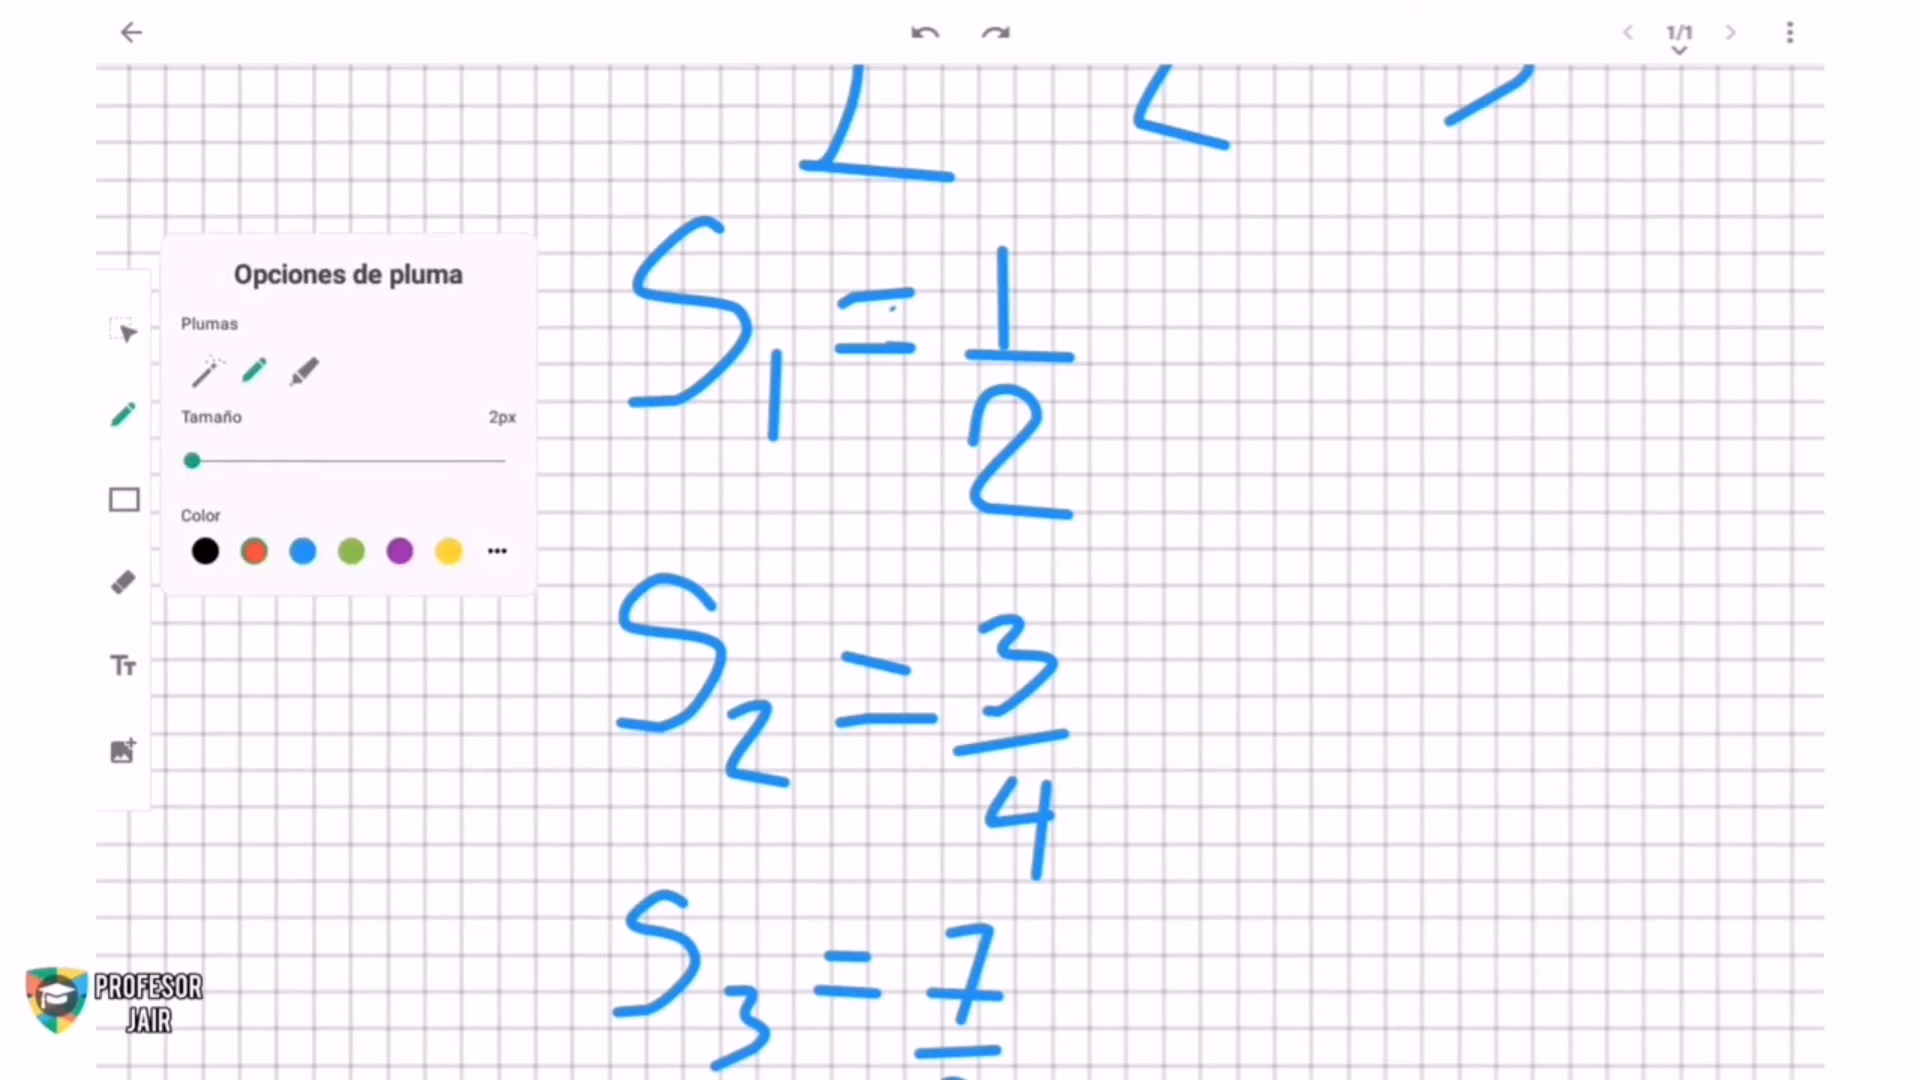 1/1
S₁ = 1/2
Opciones de pluma
Plumas
Tamaño 2px
Color
S₂ = 3/4
Tт
S₃ = 7
PROFESOR
JAIR